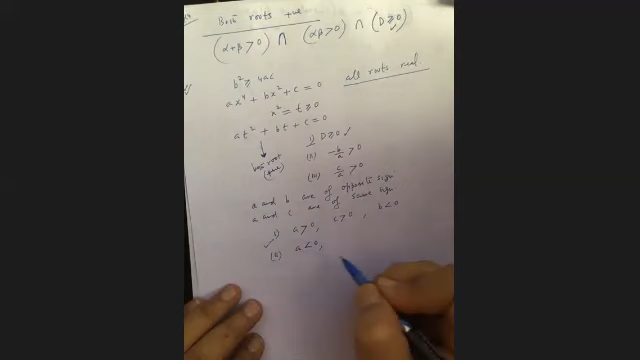 Both roots +ve
(α+β>0) ∩ (αβ>0) ∩ (D≥0)
b² ≥ 4ac
ax⁴ + bx² + c = 0
all roots real.
x² = t ≥ 0
at² + bt + c = 0
both root (+ve)
i) D≥0 ✓
(ii) -b/a > 0
(iii) c/a > 0
a and b are of opposite sign
a and c are of same sign
✓ i) a>0, c>0, b<0
(ii) a<0,